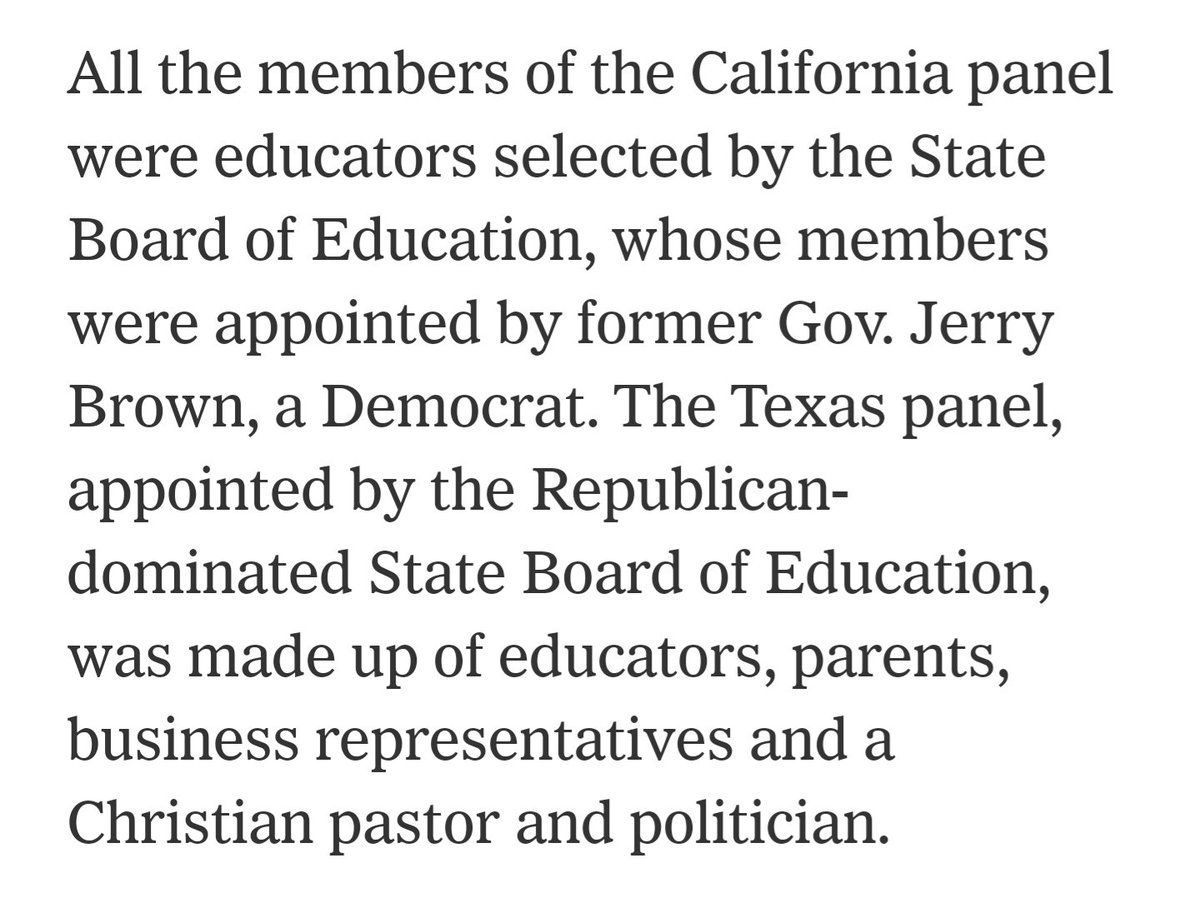 All the members of the California panel
were educators selected by the State
Board of Education, whose members
were appointed by former Gov. Jerry
Brown, a Democrat. The Texas panel,
appointed by the Republican-
dominated State Board of Education,
was made up of educators, parents,
business representatives and a
Christian pastor and politician.